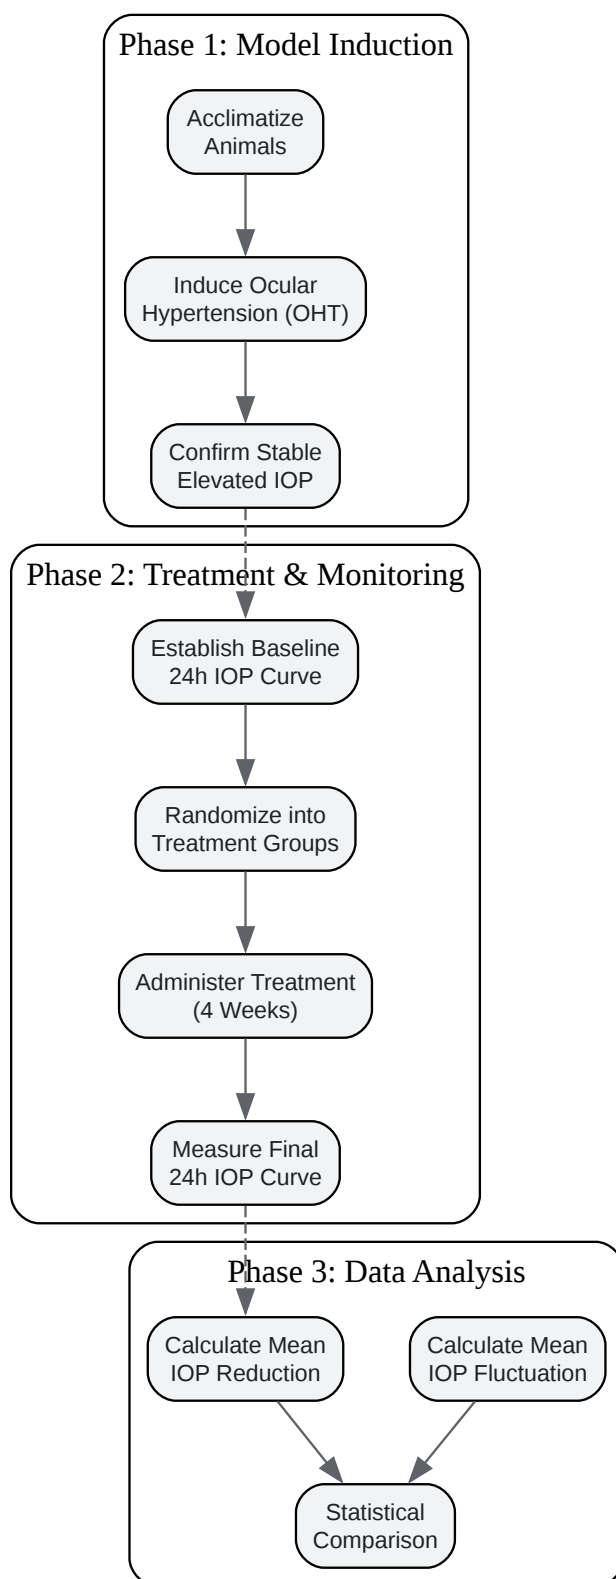 Phase 1: Model Induction
Acclimatize
Animals
Induce Ocular
Hypertension (OHT)
Confirm Stable
Elevated IOP
Phase 2: Treatment & Monitoring
Establish Baseline
24h IOP Curve
Randomize into
Treatment Groups
Administer Treatment
(4 Weeks)
Measure Final
24h IOP Curve
Phase 3: Data Analysis
Calculate Mean
IOP Reduction
Calculate Mean
IOP Fluctuation
Statistical
Comparison